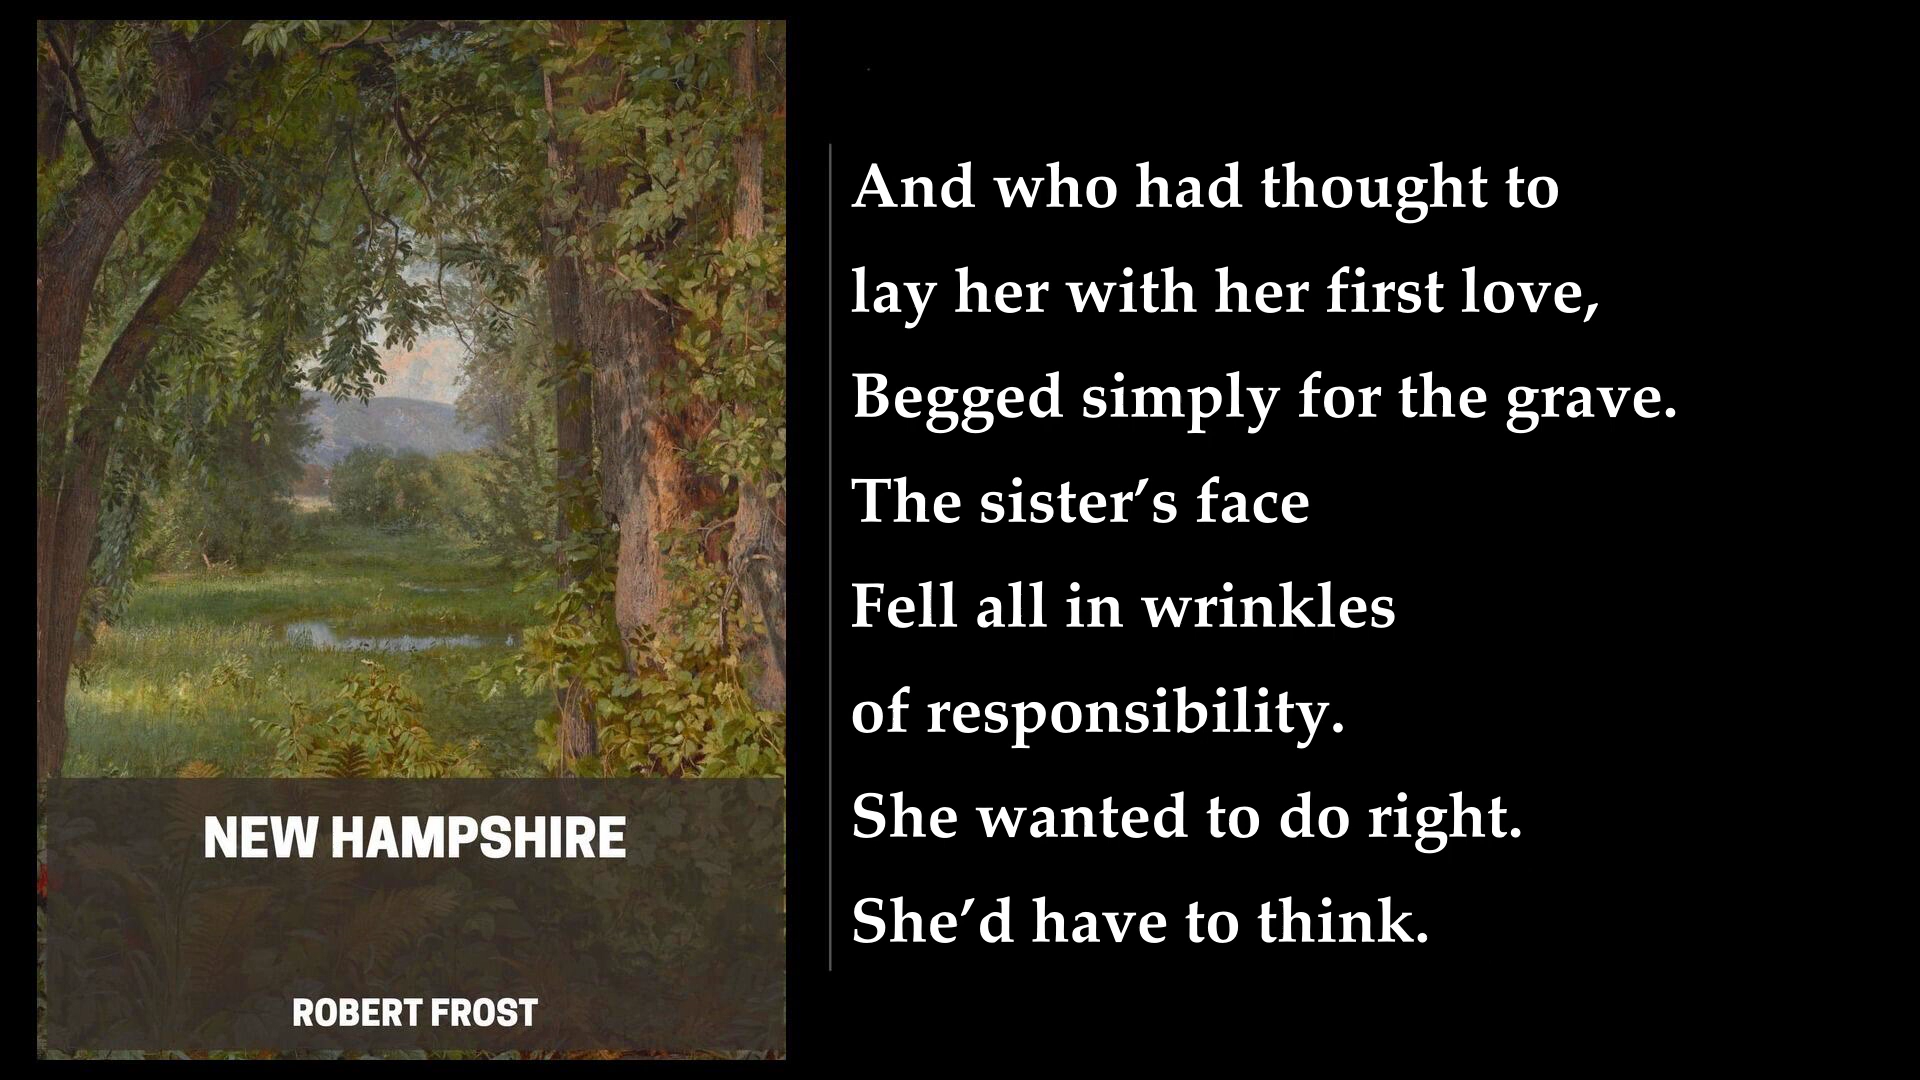 NEW HAMPSHIRE
ROBERT FROST
And who had thought to
lay her with her first love,
Begged simply for the grave.
The sister’s face
Fell all in wrinkles
of responsibility.
She wanted to do right.
She’d have to think.